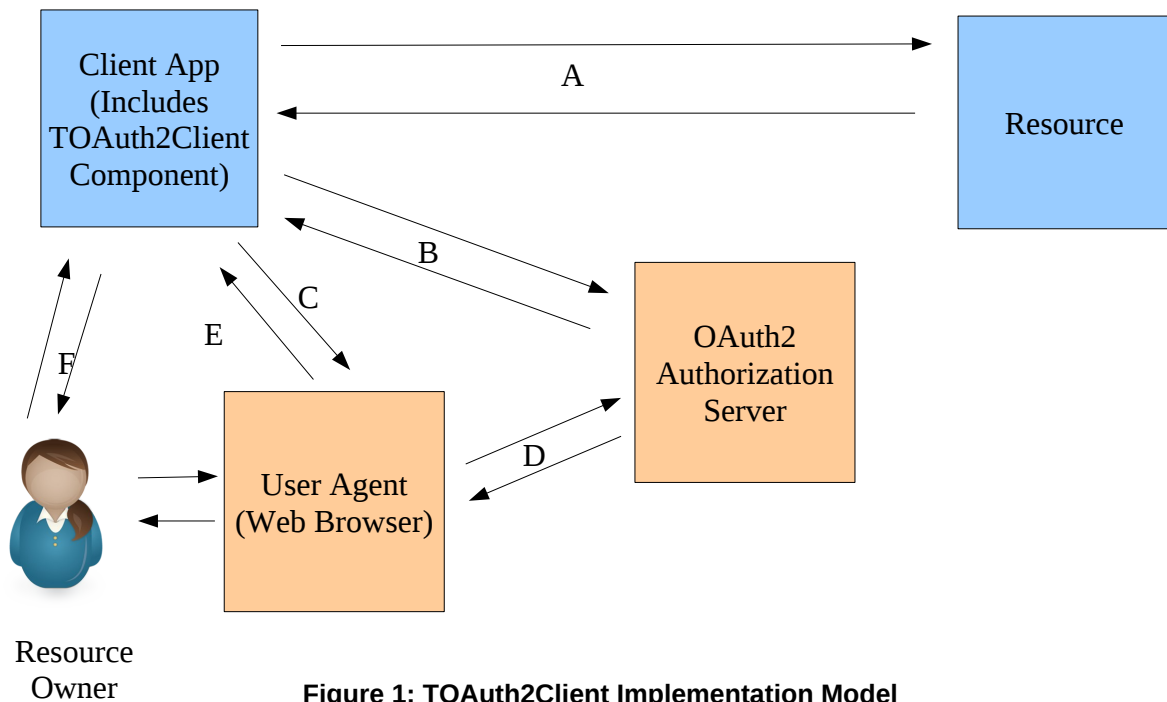 Client App
(Includes
TOAuth2Client
Component)
A
Resource
B
C
E
F
OAuth2
Authorization
Server
D
User Agent
(Web Browser)
Resource
Owner
Figure 1: TOAuth2Client Implementation Model